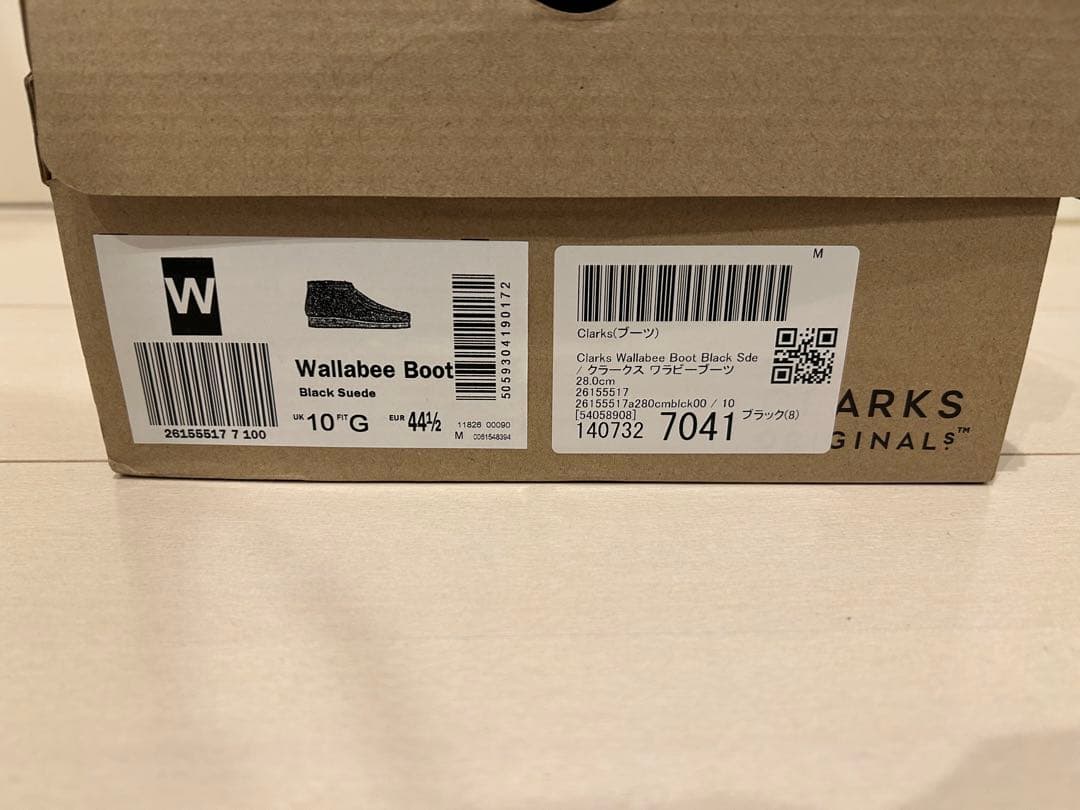 W
Wallabee Boot
Black Suede
UK 10 FIT G EUR 44½
26155517 7 100
5059304190172
11826 00090
M 0061548394
M
Clarks(ブーツ)
Clarks Wallabee Boot Black Sde
/ クラークス ワラビーブーツ
28.0cm
26155517
26155517a280cmblck00 / 10
[54058908]
140732 7041 ブラック(8)
ARKS
GINALS™